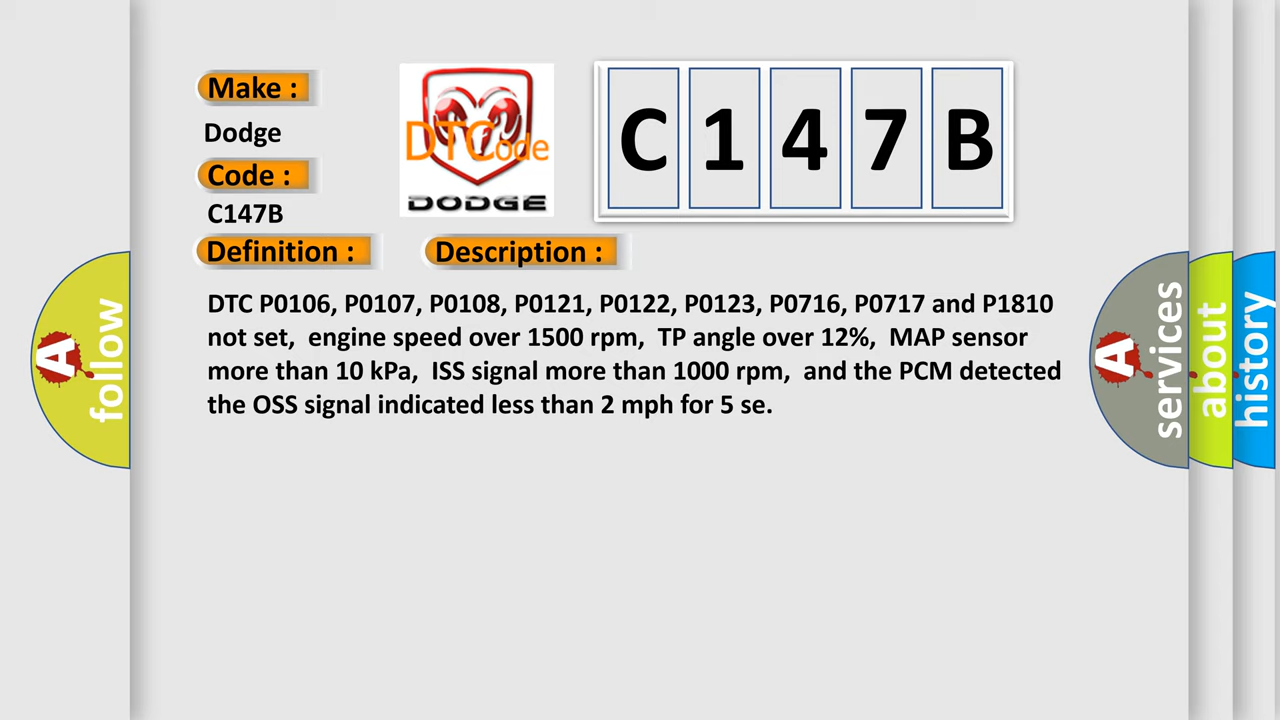 Make :
Dodge
Code :
C147B
Definition :
Description :
DTCode
DODGE
C 1 4 7 B
DTC P0106, P0107, P0108, P0121, P0122, P0123, P0716, P0717 and P1810
not set,  engine speed over 1500 rpm,  TP angle over 12%,  MAP sensor
more than 10 kPa,  ISS signal more than 1000 rpm,  and the PCM detected
the OSS signal indicated less than 2 mph for 5 se.
A follow
A services
about
history